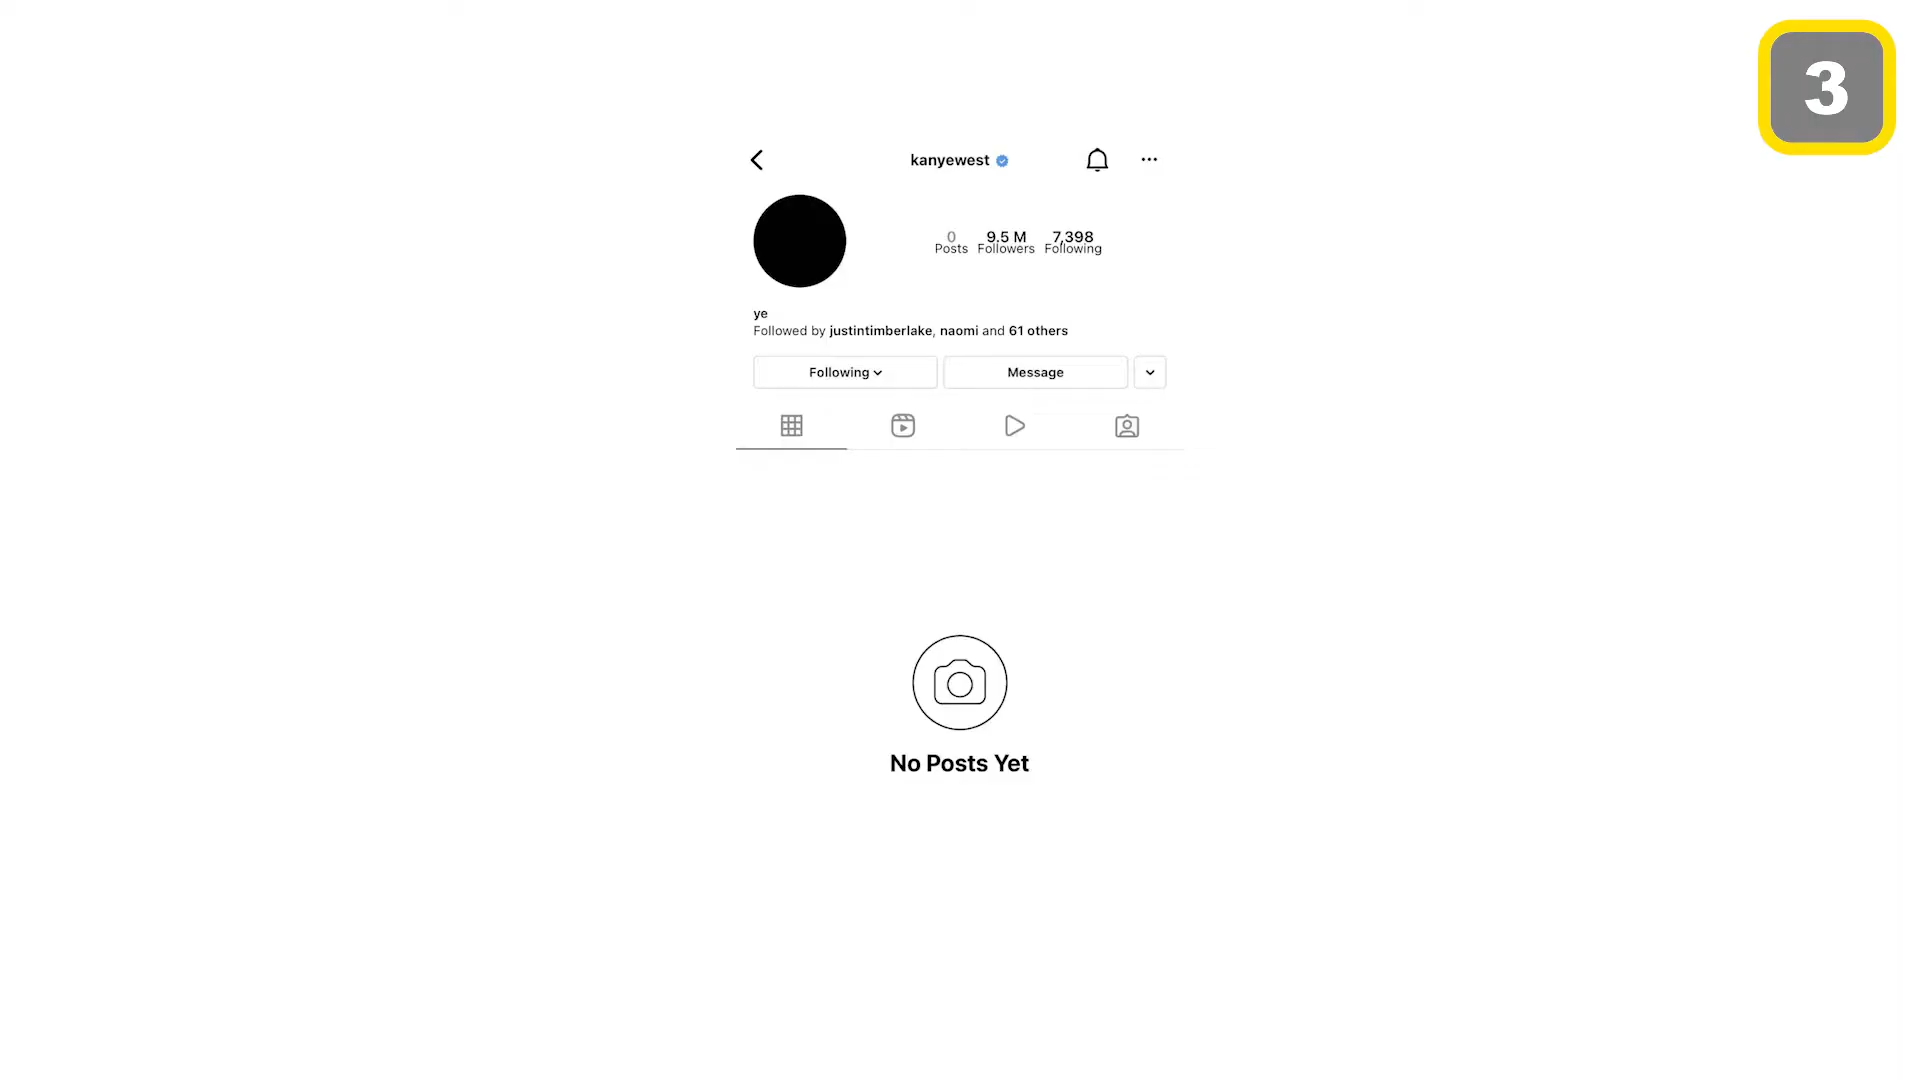 3
kanyewest
0 9.5 M 7,398
Posts Followers Following
ye
Followed by justintimberlake, naomi and 61 others
Following Message
No Posts Yet